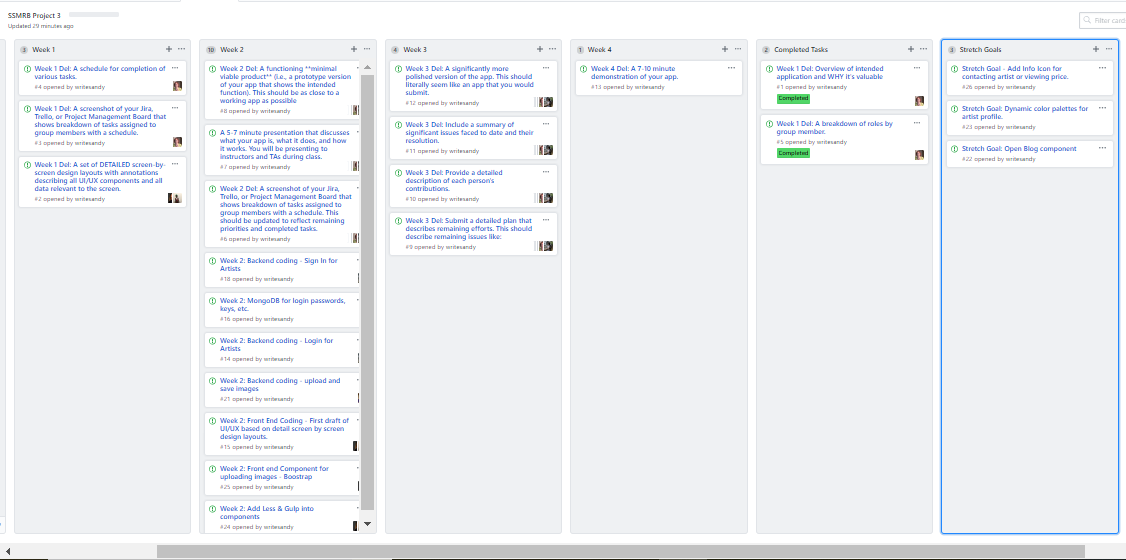 SSMRB Project 3
Updated 29 minutes ago
Filter card
3 Week 1
Week 1 Del: A schedule for completion of
various tasks.
#4 opened by writesandy
Week 1 Del: A screenshot of your Jira,
Trello, or Project Management Board that
shows breakdown of tasks assigned to
group members with a schedule.
#3 opened by writesandy
Week 1 Del: A set of DETAILED screen-by-
screen design layouts with annotations
describing all UI/UX components and all
data relevant to the screen.
#2 opened by writesandy
10 Week 2
Week 2 Del: A functioning **minimal
viable product** (i.e., a prototype version
of your app that shows the intended
function). This should be as close to a
working app as possible
#8 opened by writesandy
A 5-7 minute presentation that discusses
what your app is, what it does, and how
it works. You will be presenting to
instructors and TAs during class.
#7 opened by writesandy
Week 2 Del: A screenshot of your Jira,
Trello, or Project Management Board that
shows breakdown of tasks assigned to
group members with a schedule. This
should be updated to reflect remaining
priorities and completed tasks.
#6 opened by writesandy
Week 2: Backend coding - Sign In for
Artists
#18 opened by writesandy
Week 2: MongoDB for login passwords,
keys, etc.
#16 opened by writesandy
Week 2: Backend coding - Login for
Artists
#14 opened by writesandy
Week 2: Backend coding - upload and
save images
#21 opened by writesandy
Week 2: Front End Coding - First draft of
UI/UX based on detail screen by screen
design layouts.
#15 opened by writesandy
Week 2: Front end Component for
uploading images - Boostrap
#25 opened by writesandy
Week 2: Add Less & Gulp into
components
#24 opened by writesandy
4 Week 3
Week 3 Del: A significantly more
polished version of the app. This should
literally seem like an app that you would
submit.
#12 opened by writesandy
Week 3 Del: Include a summary of
significant issues faced to date and their
resolution.
#11 opened by writesandy
Week 3 Del: Provide a detailed
description of each person's
contributions.
#10 opened by writesandy
Week 3 Del: Submit a detailed plan that
describes remaining efforts. This should
describe remaining issues like:
#9 opened by writesandy
1 Week 4
Week 4 Del: A 7-10 minute
demonstration of your app.
#13 opened by writesandy
2 Completed Tasks
Week 1 Del: Overview of intended
application and WHY it's valuable
#1 opened by writesandy
Completed
Week 1 Del: A breakdown of roles by
group member.
#5 opened by writesandy
Completed
3 Stretch Goals
Stretch Goal - Add Info Icon for
contacting artist or viewing price.
#26 opened by writesandy
Stretch Goal: Dynamic color palettes for
artist profile.
#23 opened by writesandy
Stretch Goal: Open Blog component
#22 opened by writesandy